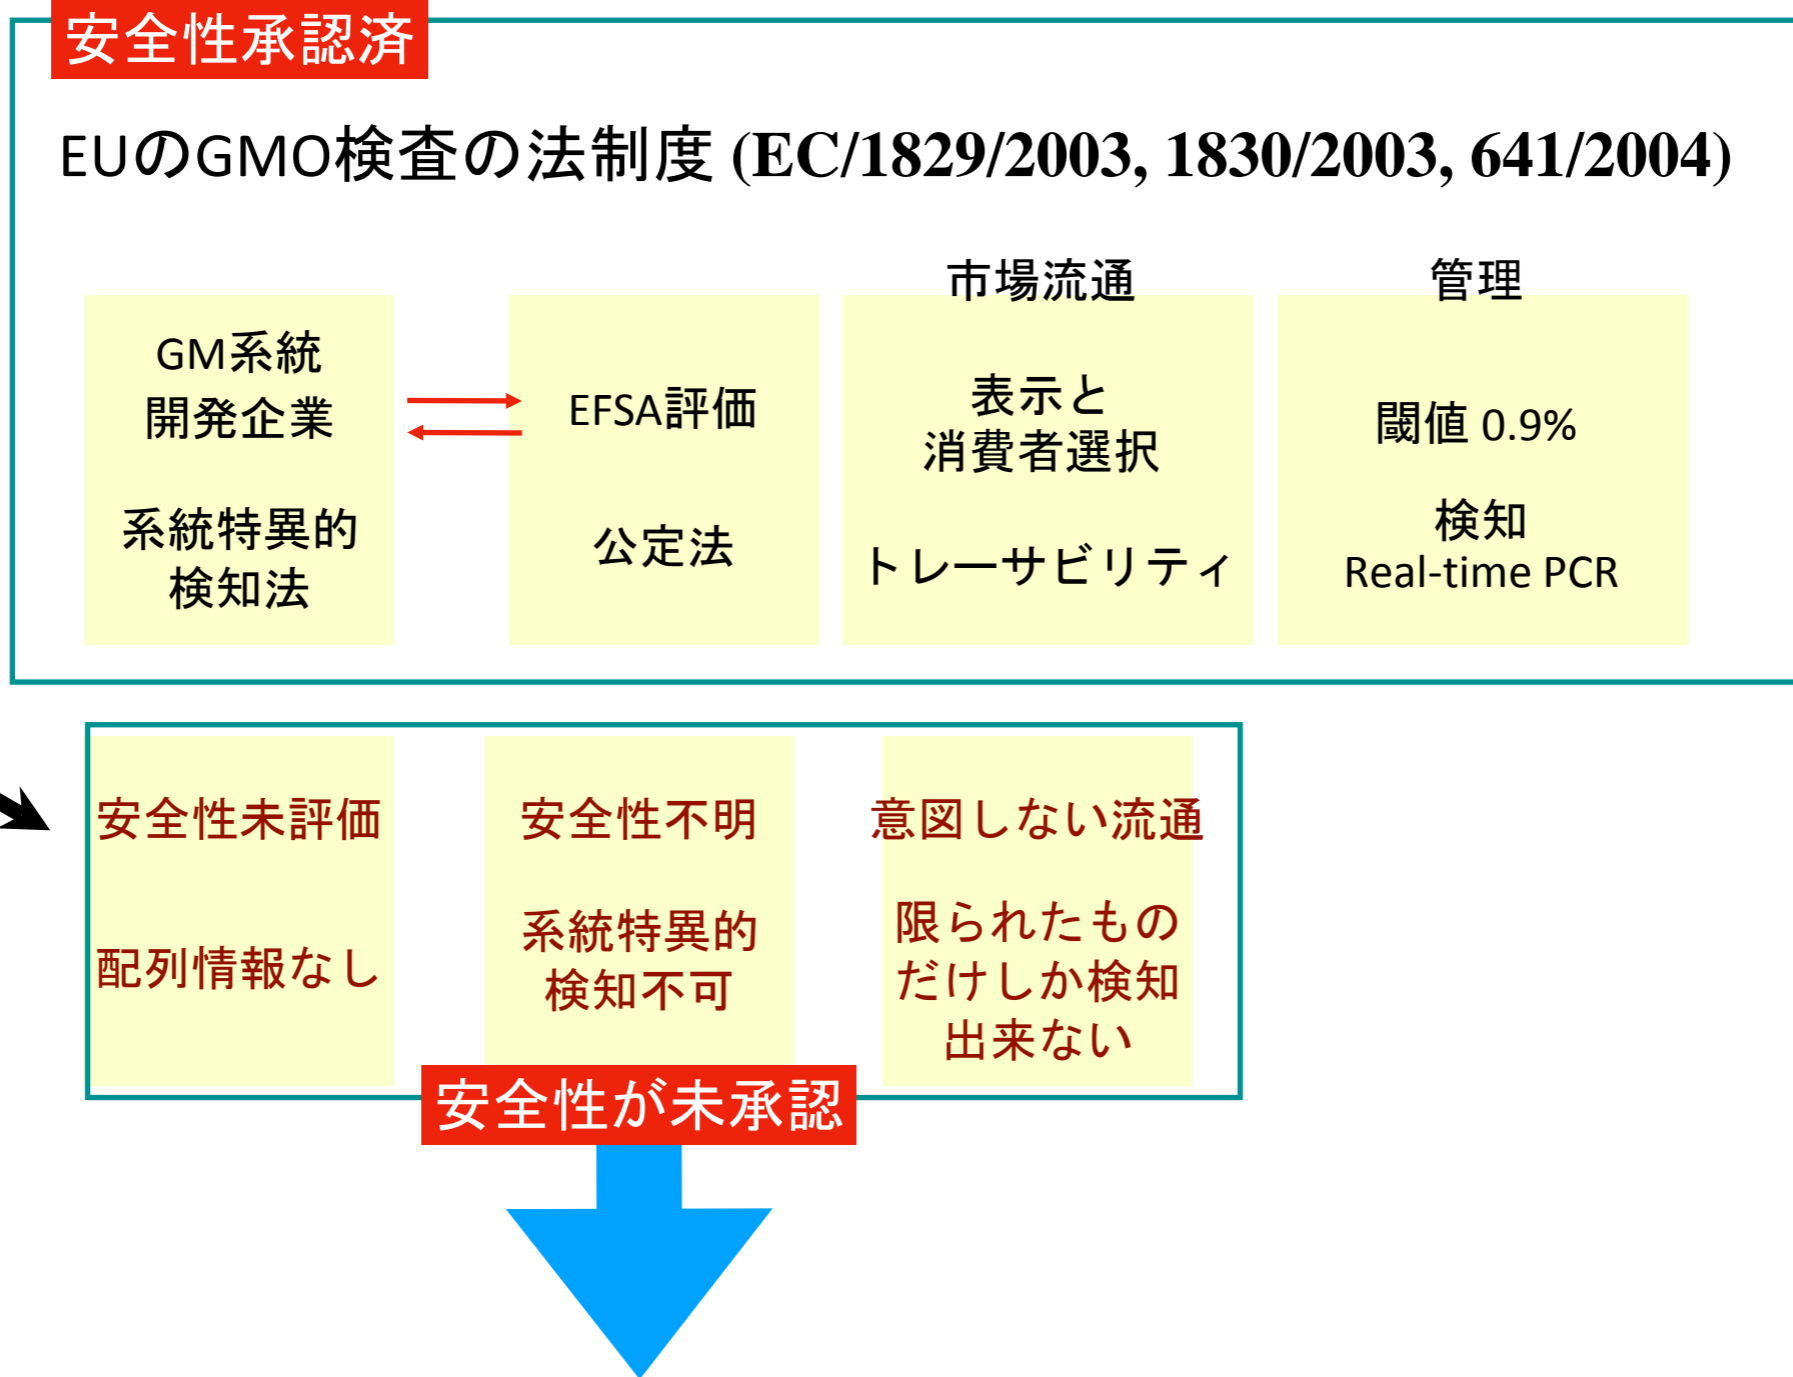 安全性承認済
EUのGMO検査の法制度 (EC/1829/2003, 1830/2003, 641/2004)
GM系統
開発企業
系統特異的
検知法
EFSA評価
公定法
市場流通
表示と
消費者選択
トレーサビリティ
管理
閾値 0.9%
検知
Real-time PCR
安全性未評価
配列情報なし
安全性不明
系統特異的
検知不可
意図しない流通
限られたもの
だけしか検知
出来ない
安全性が未承認